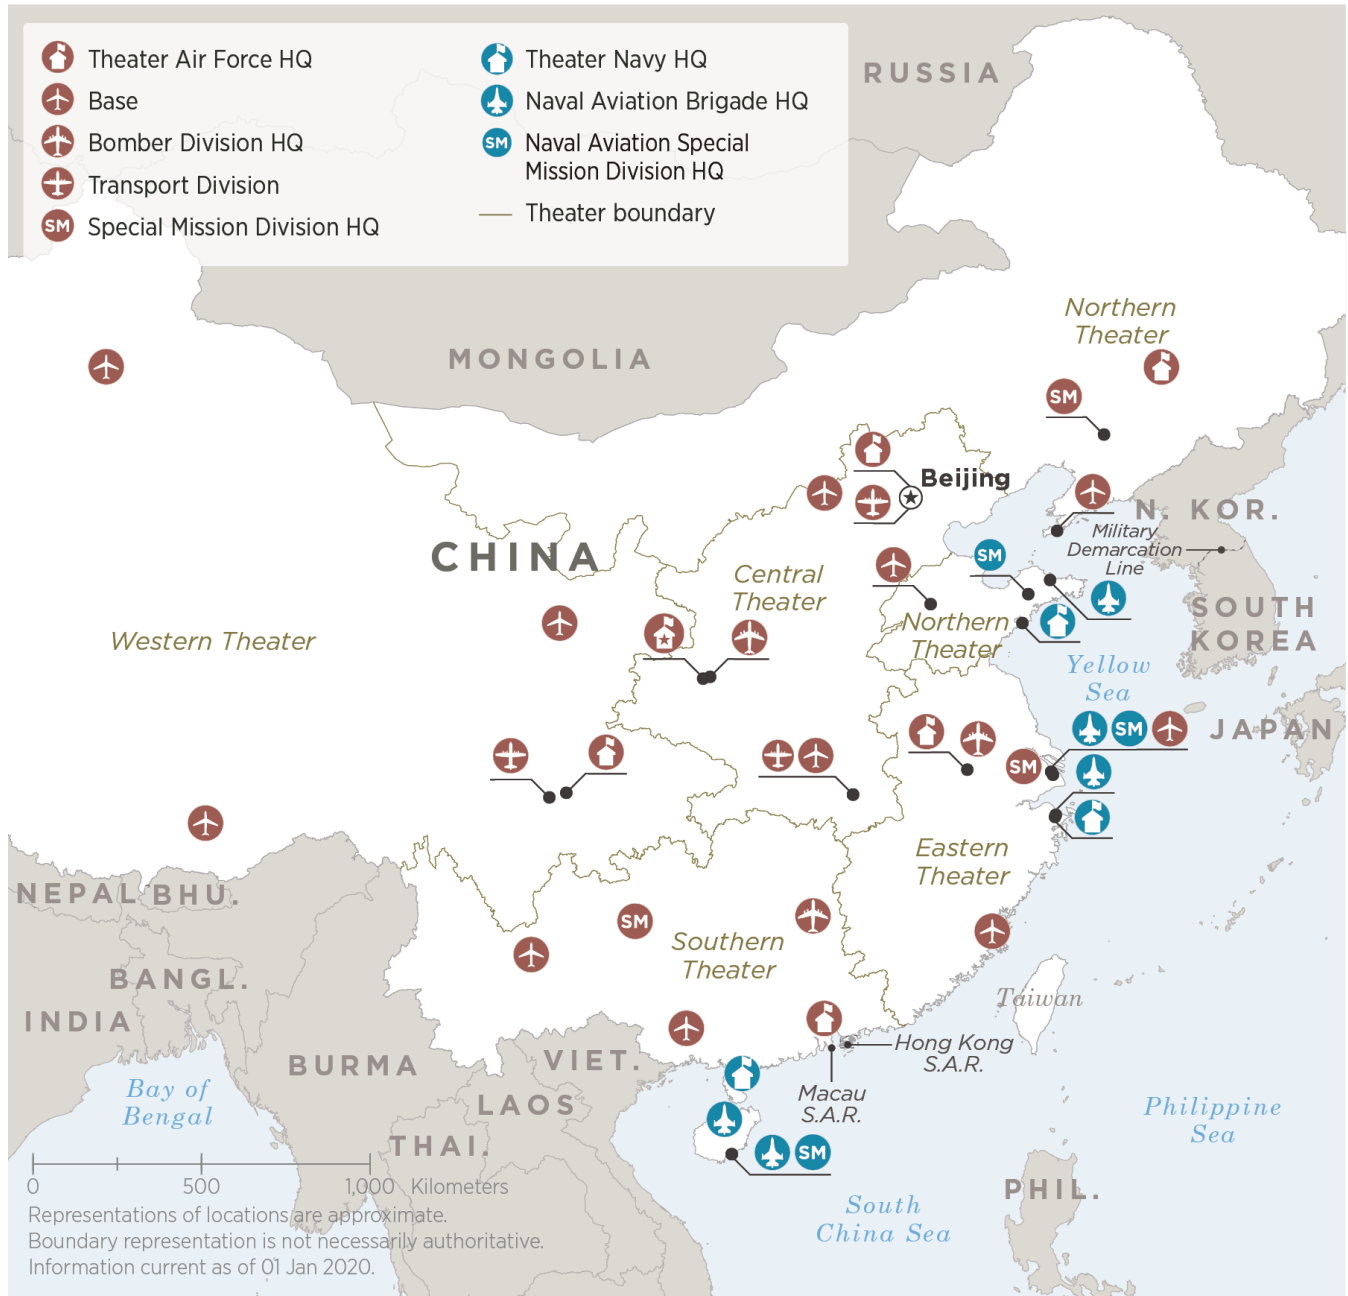 Theater Air Force HQ
Base
Bomber Division HQ
Transport Division
SM Special Mission Division HQ
Theater Navy HQ
Naval Aviation Brigade HQ
SM Naval Aviation Special
Mission Division HQ
Theater boundary
RUSSIA
MONGOLIA
Northern
Theater
SM
Beijing
N. KOR.
Military
Demarcation
Line
CHINA
SM
Central
Theater
SOUTH
KOREA
Northern
Theater
Western Theater
Yellow
Sea
SM
JAPAN
SM
Eastern
Theater
NEPAL
BHU.
SM
Southern
Theater
BANGL.
INDIA
Taiwan
BURMA
VIET.
Hong Kong
S.A.R.
Macau
S.A.R.
Bay of
Bengal
LAOS
Philippine
Sea
THAI.
SM
PHIL.
South
China Sea
0 500 1,000 Kilometers
Representations of locations are approximate.
Boundary representation is not necessarily authoritative.
Information current as of 01 Jan 2020.